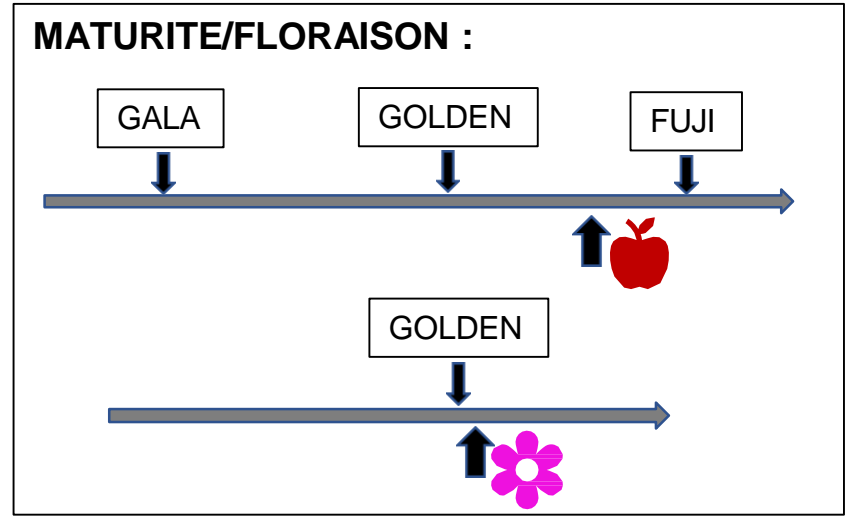 MATURITE/FLORAISON :
GALA
GOLDEN
FUJI
GOLDEN